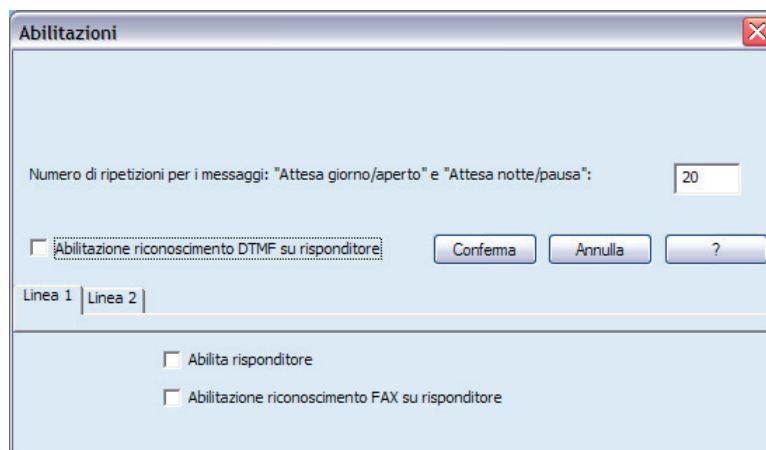 Abilitazioni
Numero di ripetizioni per i messaggi: "Attesa giorno/aperto" e "Attesa notte/pausa":
20
Abilitazione riconoscimento DTMF su risponditore
Conferma
Annulla
?
Linea 1
Linea 2
Abilita risponditore
Abilitazione riconoscimento FAX su risponditore